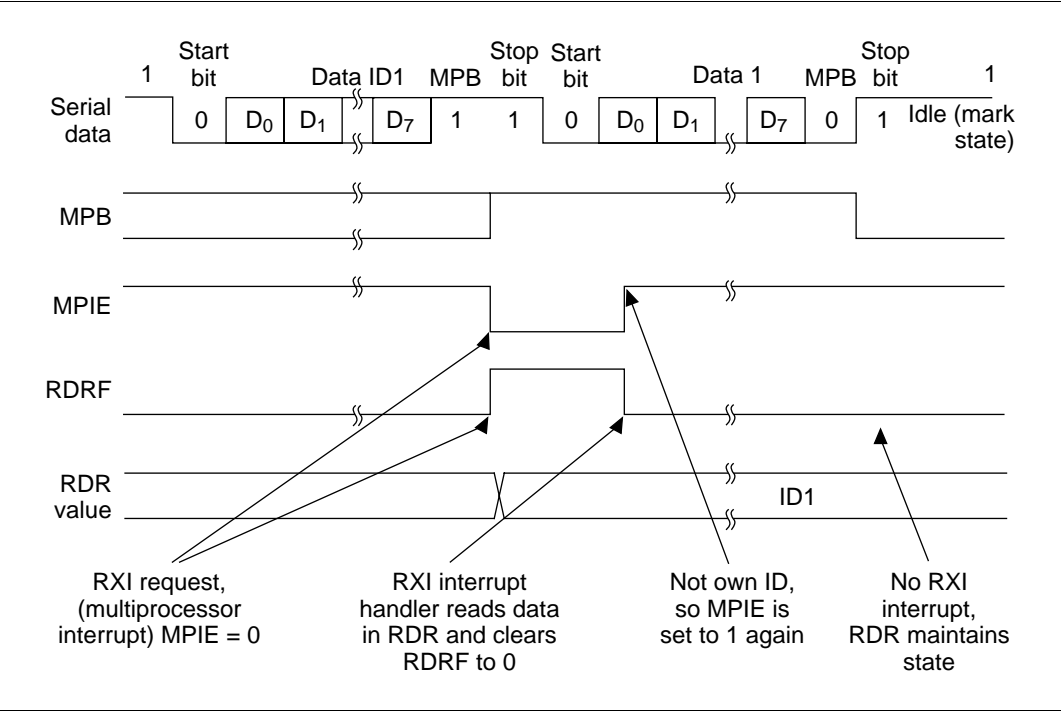 Start Stop Start Stop
1 bit Data ID1 MPB bit bit Data 1 MPB bit 1
Serial
data
0 D0 D1 D7 1 1 0 D0 D1 D7 0 1
Idle (mark
state)
MPB
MPIE
RDRF
RDR
value
ID1
RXI request,
(multiprocessor
interrupt) MPIE = 0
RXI interrupt
handler reads data
in RDR and clears
RDRF to 0
Not own ID,
so MPIE is
set to 1 again
No RXI
interrupt,
RDR maintains
state